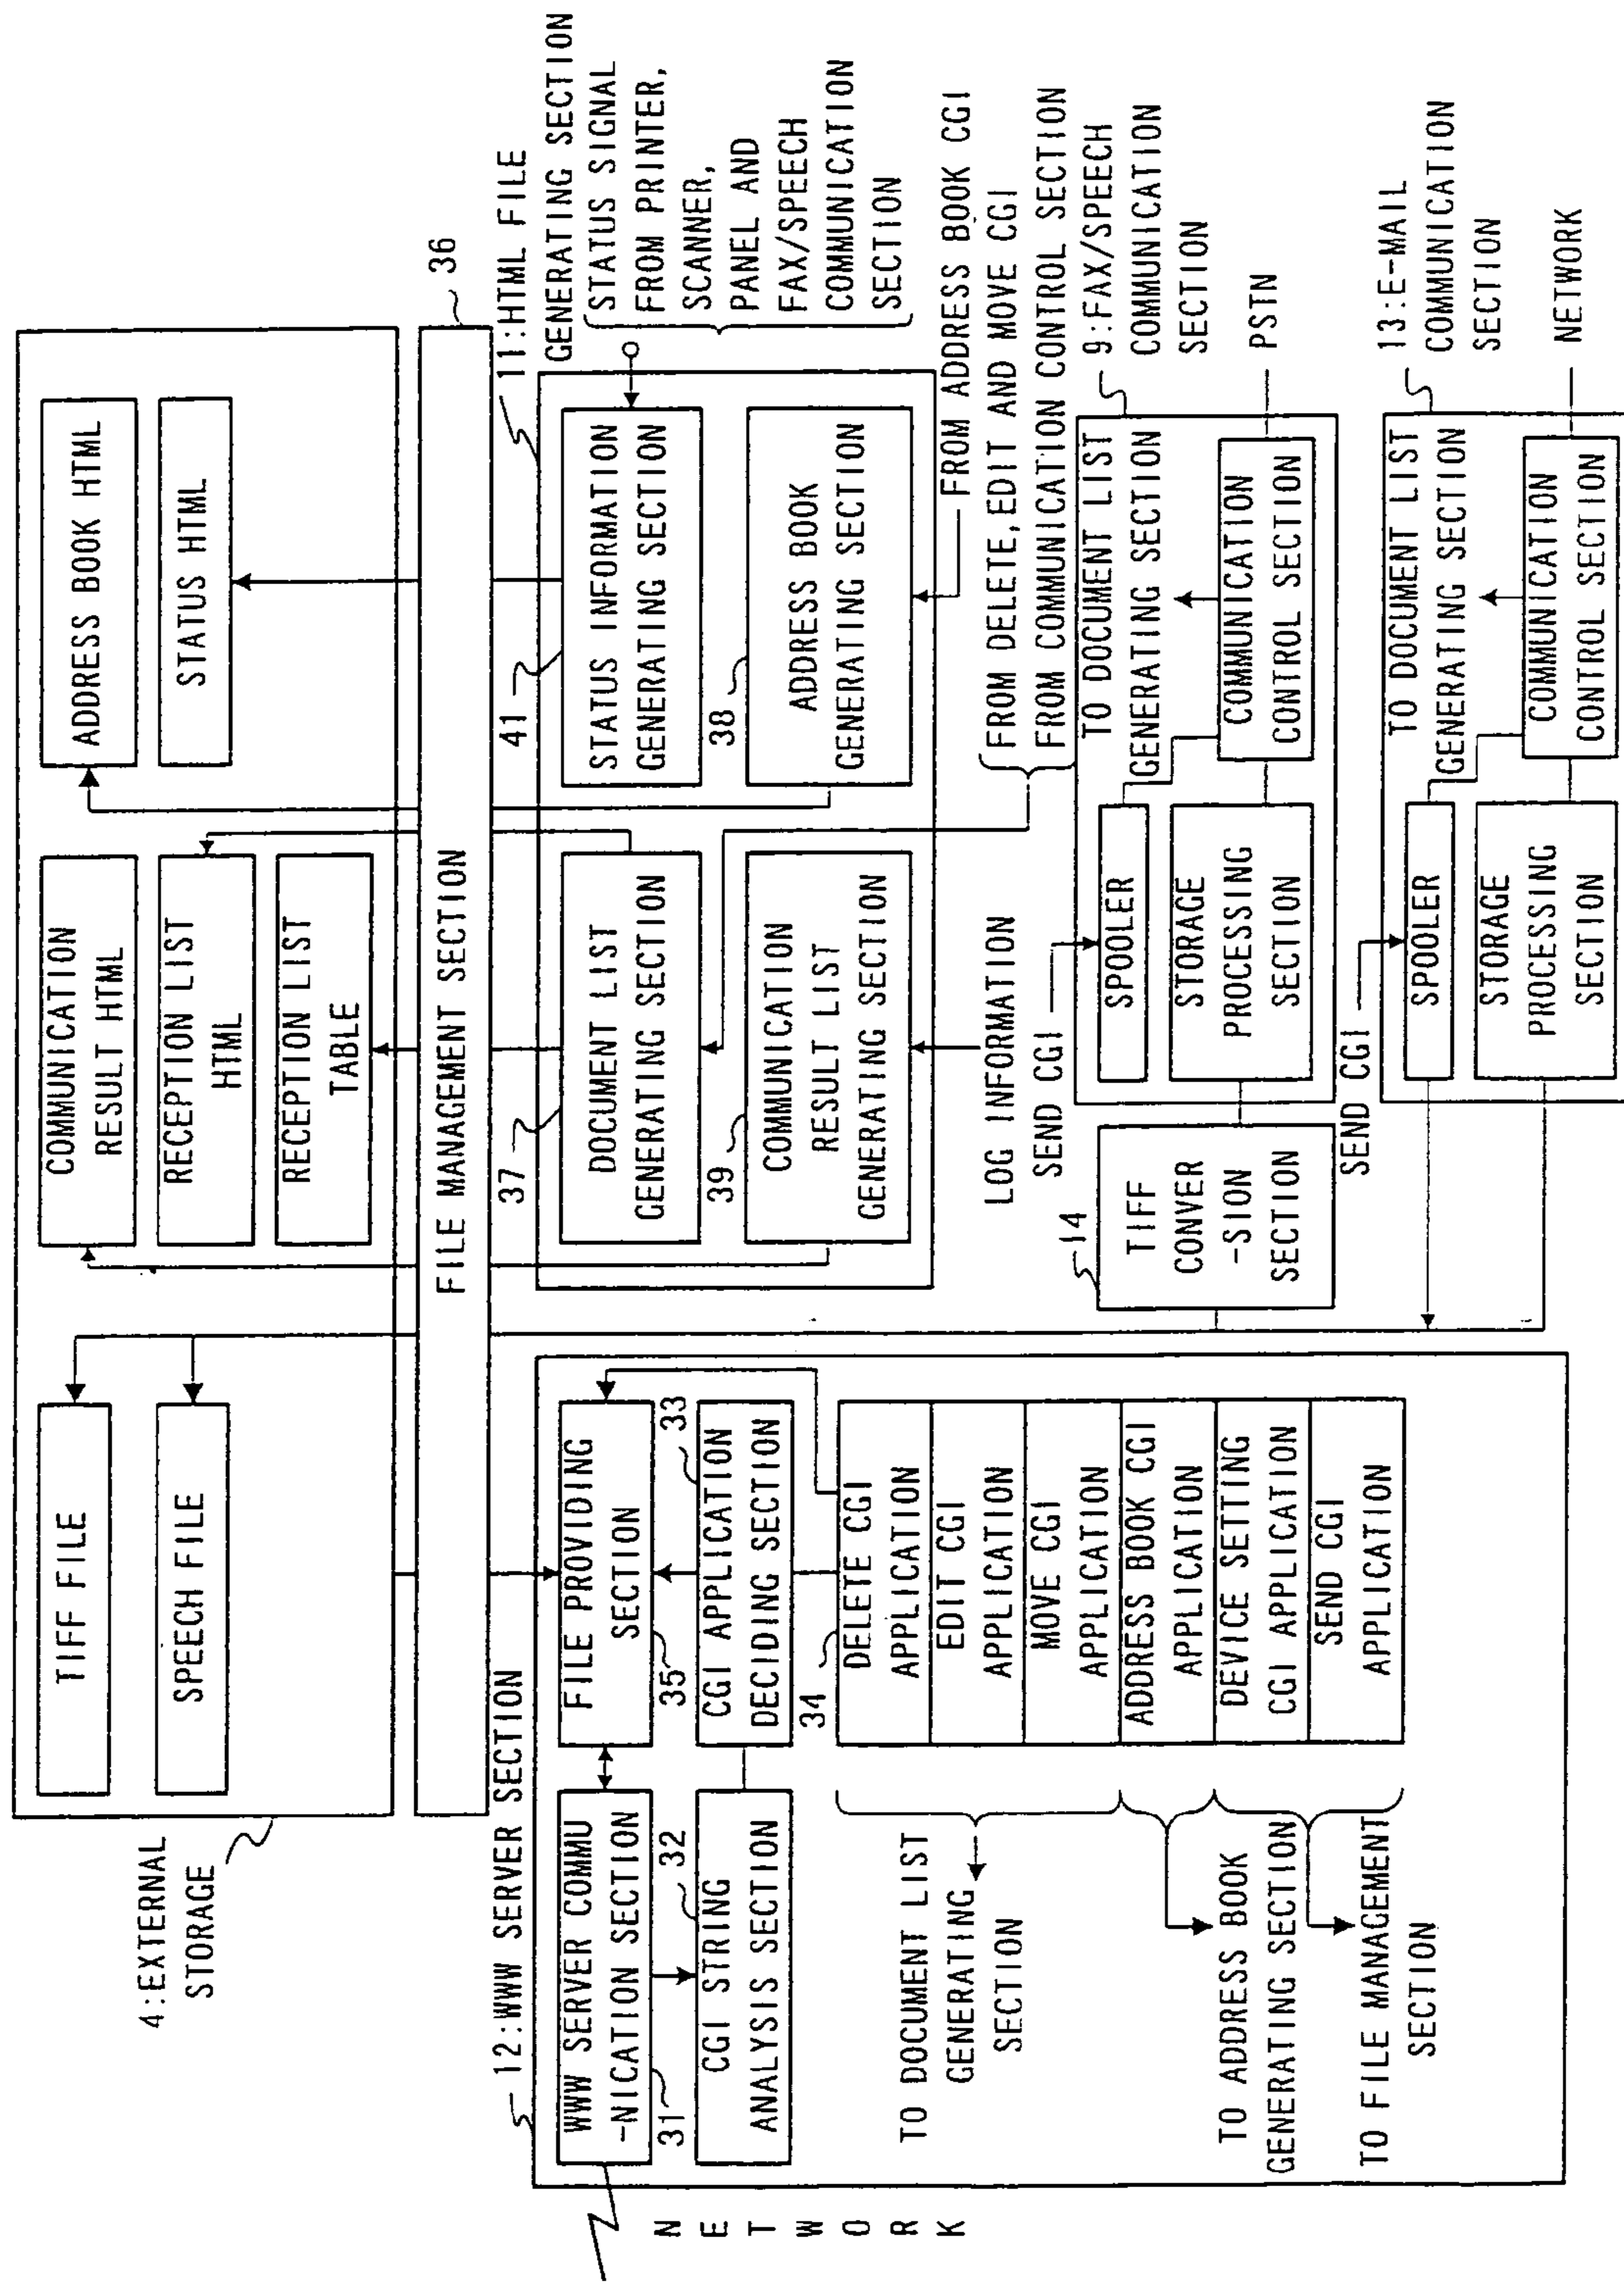 4:EXTERNAL
STORAGE
TIFF FILE
SPEECH FILE
COMMUNICATION
RESULT HTML
RECEPTION LIST
HTML
RECEPTION LIST
TABLE
ADDRESS BOOK HTML
STATUS HTML
FILE MANAGEMENT SECTION
36
12:WWW SERVER SECTION
WWW SERVER COMMU
-NICATION SECTION
31
FILE PROVIDING
SECTION
35
CGI STRING
ANALYSIS SECTION
32
CGI APPLICATION
DECIDING SECTION
33
34
DELETE CGI
APPLICATION
EDIT CGI
APPLICATION
MOVE CGI
APPLICATION
ADDRESS BOOK CGI
APPLICATION
DEVICE SETTING
CGI APPLICATION
SEND CGI
APPLICATION
TO DOCUMENT LIST
GENERATING
SECTION
TO ADDRESS BOOK
GENERATING SECTION
TO FILE MANAGEMENT
SECTION
NETWORK
11:HTML FILE
GENERATING SECTION
37
DOCUMENT LIST
GENERATING SECTION
41
STATUS INFORMATION
GENERATING SECTION
39
COMMUNICATION
RESULT LIST
GENERATING SECTION
38
ADDRESS BOOK
GENERATING SECTION
STATUS SIGNAL
FROM PRINTER,
SCANNER,
PANEL AND
FAX/SPEECH
COMMUNICATION
SECTION
FROM ADDRESS BOOK CGI
FROM DELETE,EDIT AND MOVE CGI
FROM COMMUNICATION CONTROL SECTION
LOG INFORMATION
SEND CGI
14
TIFF
CONVER
-SION
SECTION
9:FAX/SPEECH
COMMUNICATION
SECTION
SPOOLER
STORAGE
PROCESSING
SECTION
TO DOCUMENT LIST
GENERATING SECTION
COMMUNICATION
CONTROL SECTION
PSTN
SEND CGI
13:E-MAIL
COMMUNICATION
SECTION
SPOOLER
STORAGE
PROCESSING
SECTION
TO DOCUMENT LIST
GENERATING SECTION
COMMUNICATION
CONTROL SECTION
NETWORK